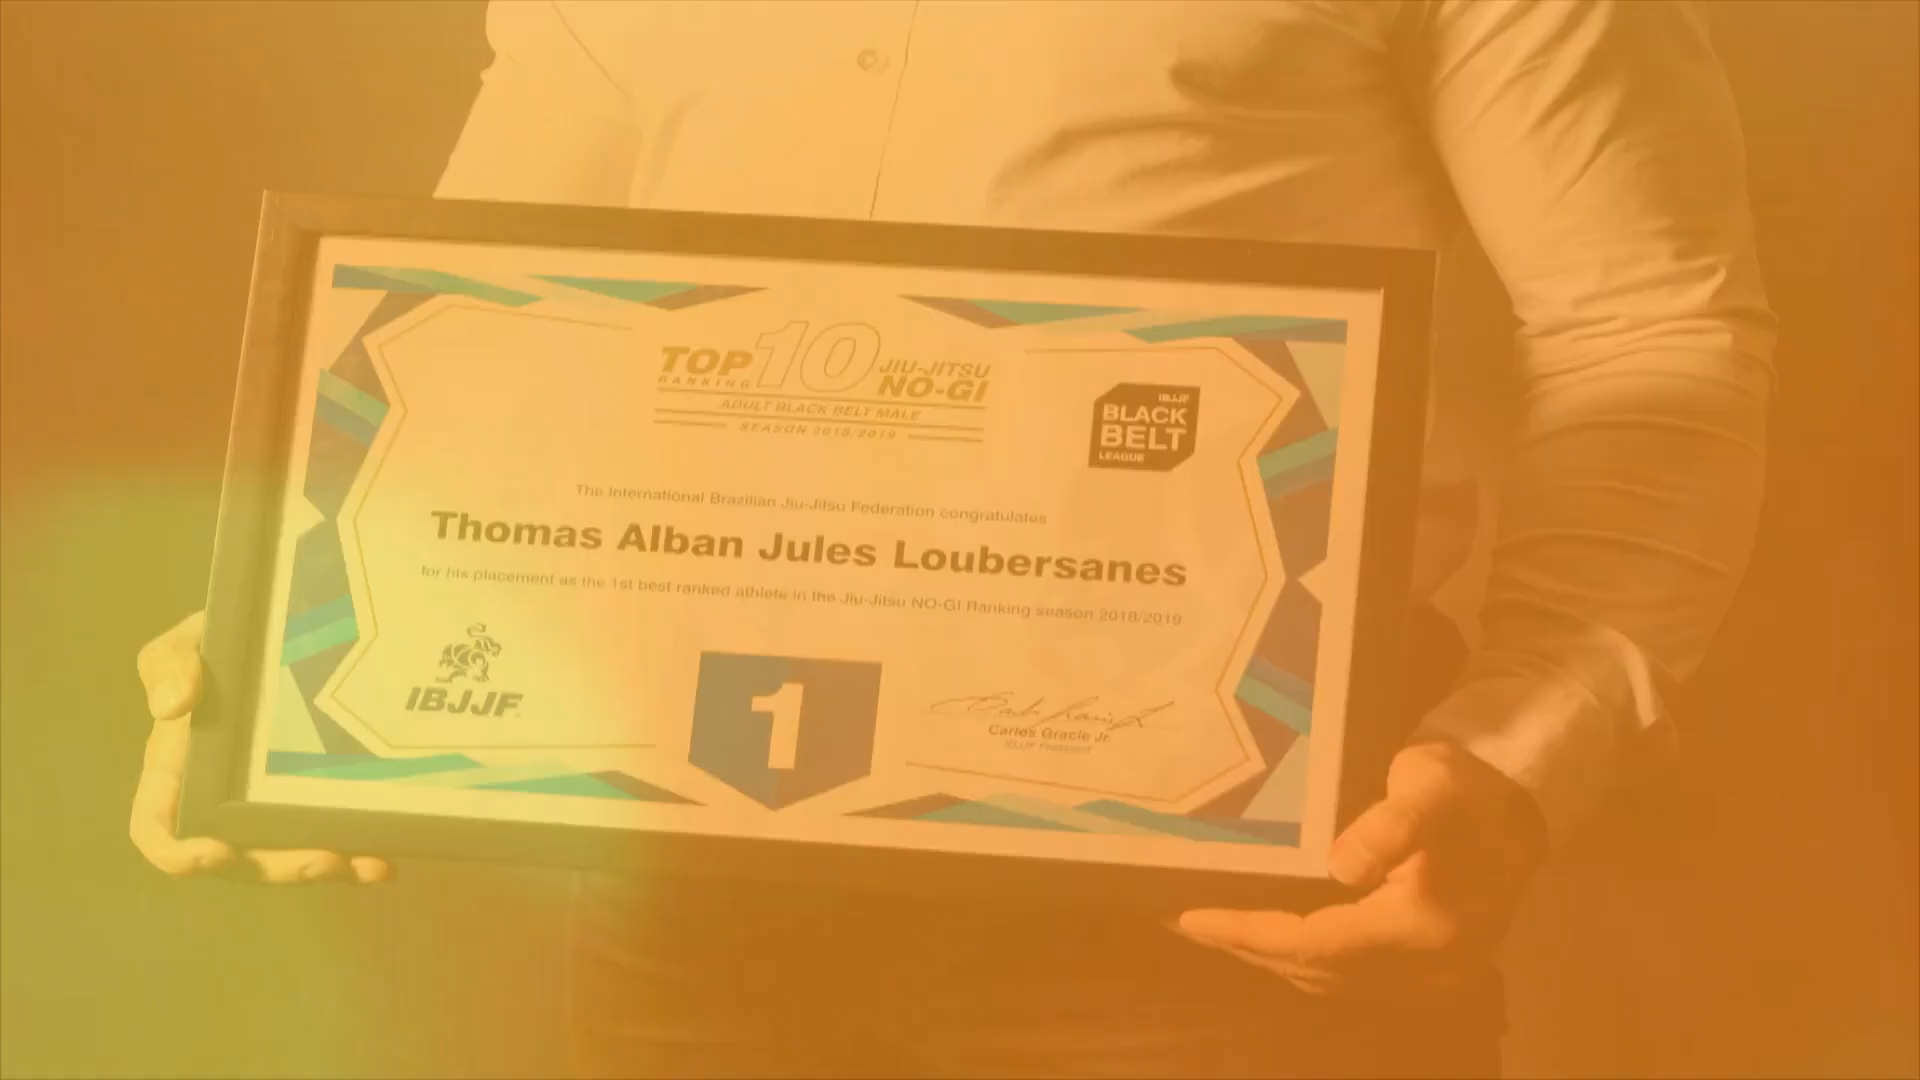 TOP 10 JIU-JITSU
RANKING NO-GI
ADULT BLACK BELT MALE
SEASON 2018/2019
IBJJF
BLACK
BELT
LEAGUE
The International Brazilian Jiu-Jitsu Federation congratulates
Thomas Alban Jules Loubersanes
for his placement as the 1st best ranked athlete in the Jiu-Jitsu NO-GI Ranking season 2018/2019
IBJJF
1
Carlos Gracie Jr.
IBJJF President